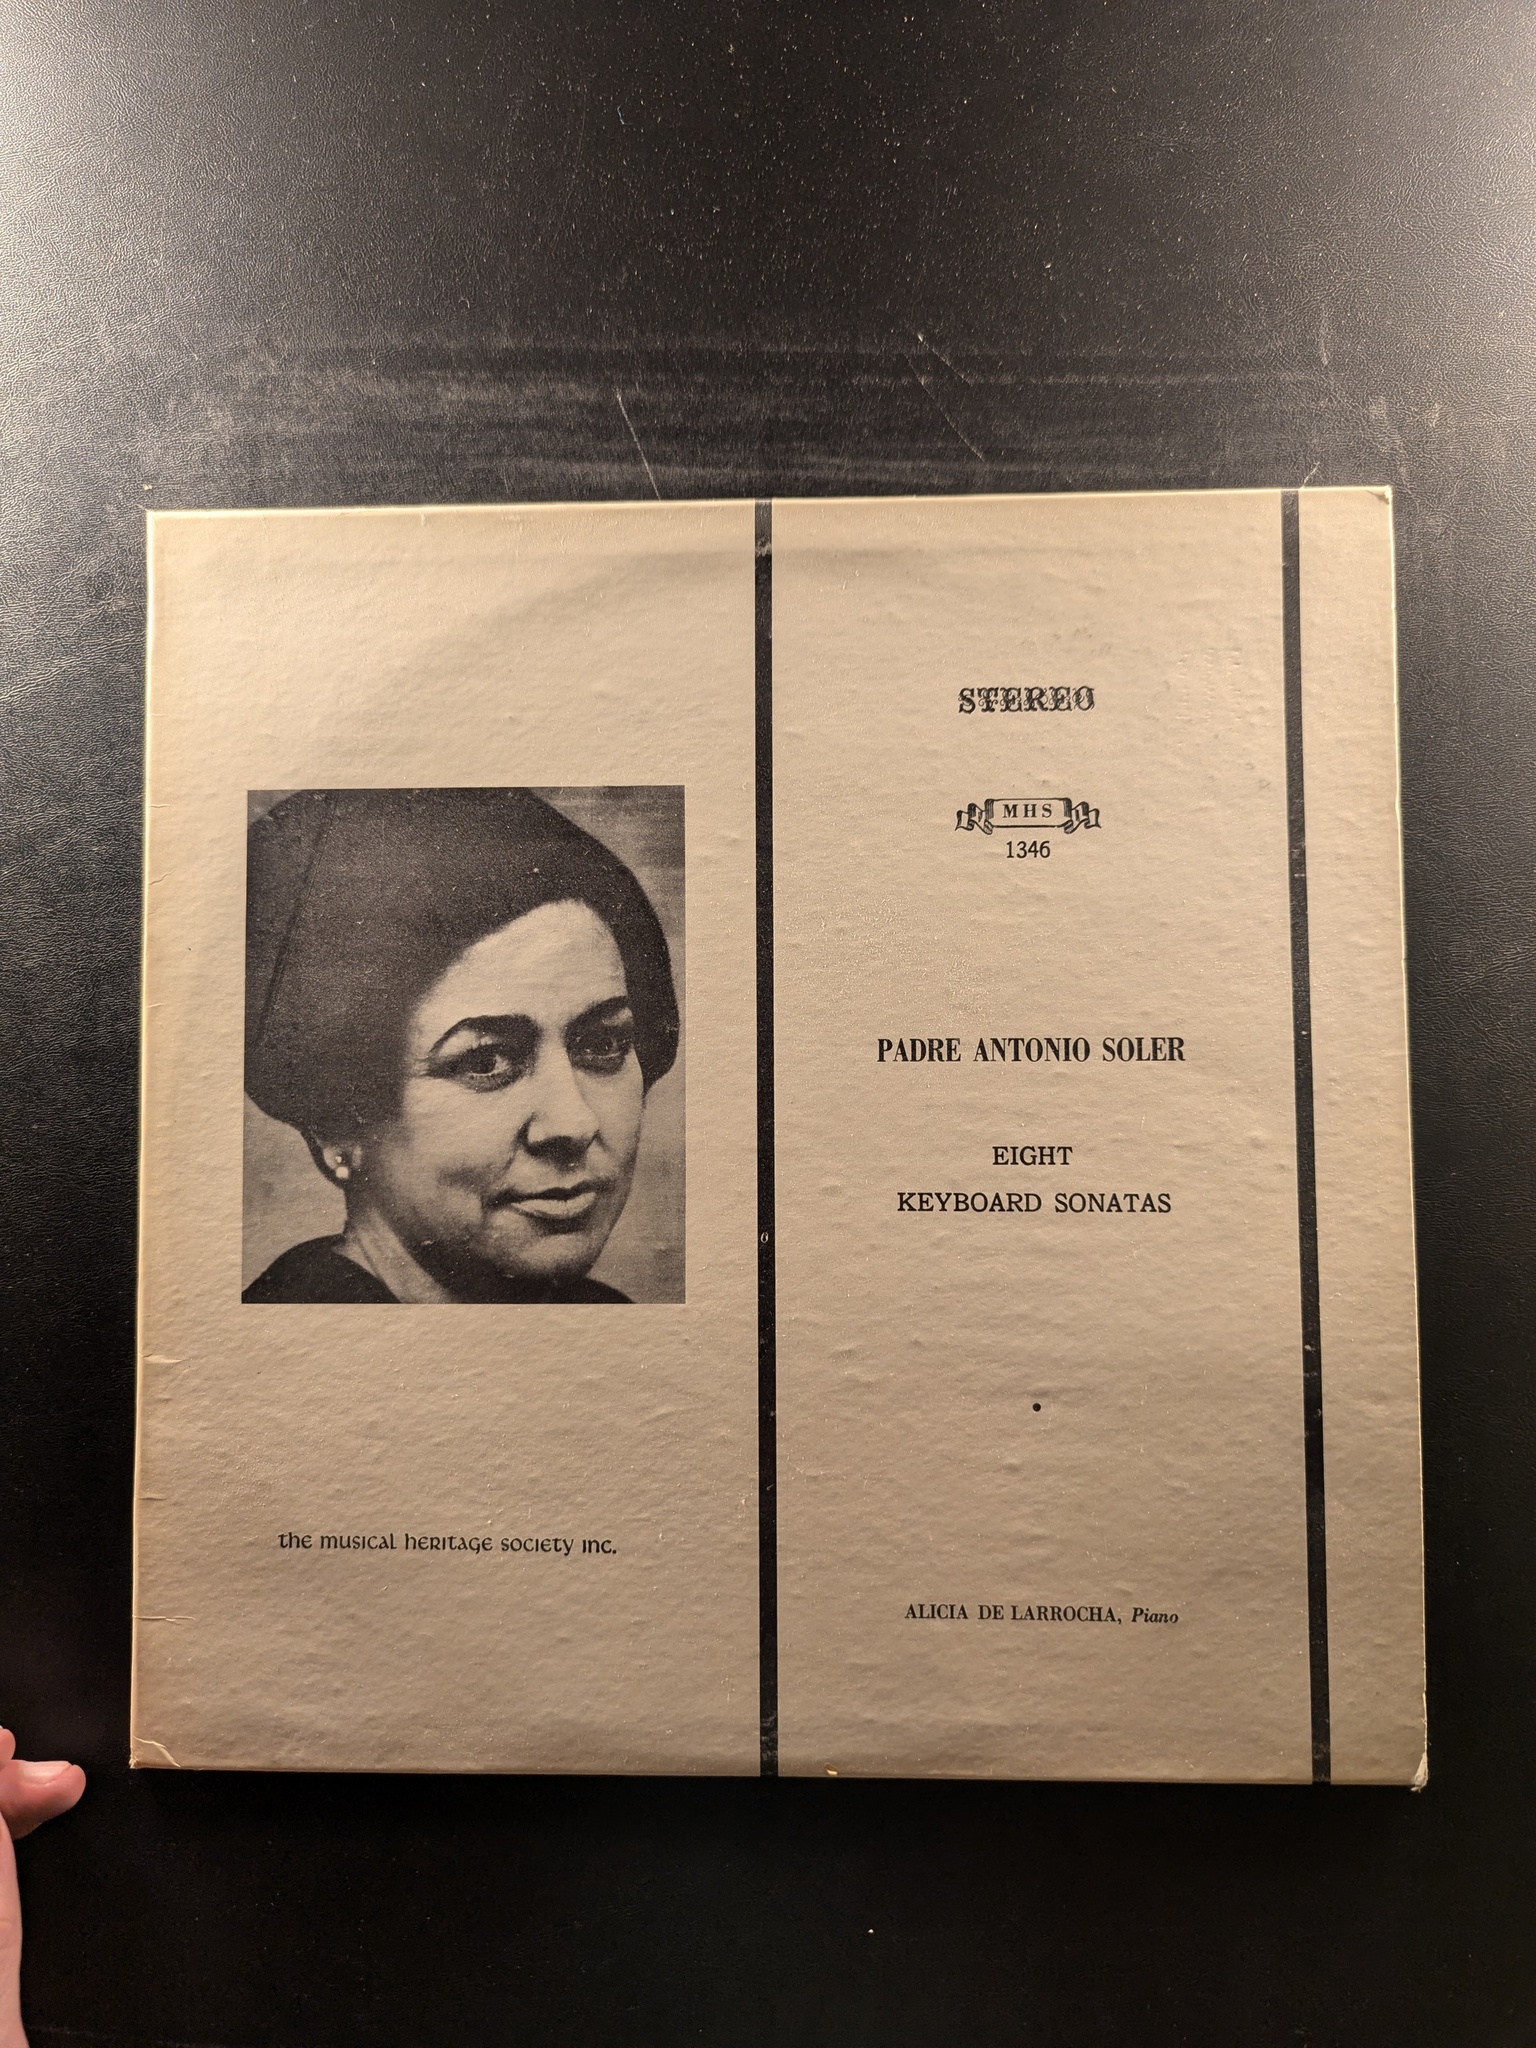 STEREO
MHS
1346
PADRE ANTONIO SOLER
EIGHT
KEYBOARD SONATAS
•
the musical heritage society inc.
ALICIA DE LARROCHA, Piano